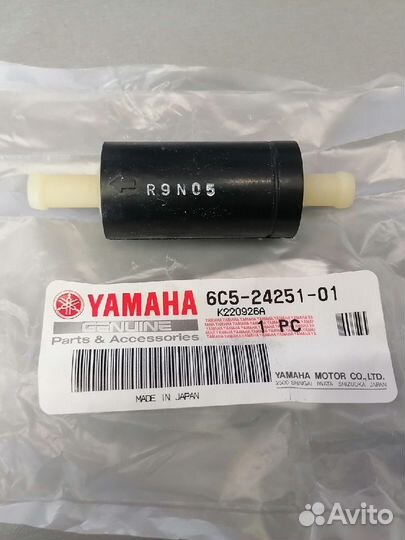 R9N05
YAMAHA
GENUINE
Parts & Accessories
6C5-24251-01
K220926A
1 PC
MADE IN JAPAN
YAMAHA MOTOR CO.,LTD.
2500 SHINGAI IWATA SHIZUOKA JAPAN
Avito